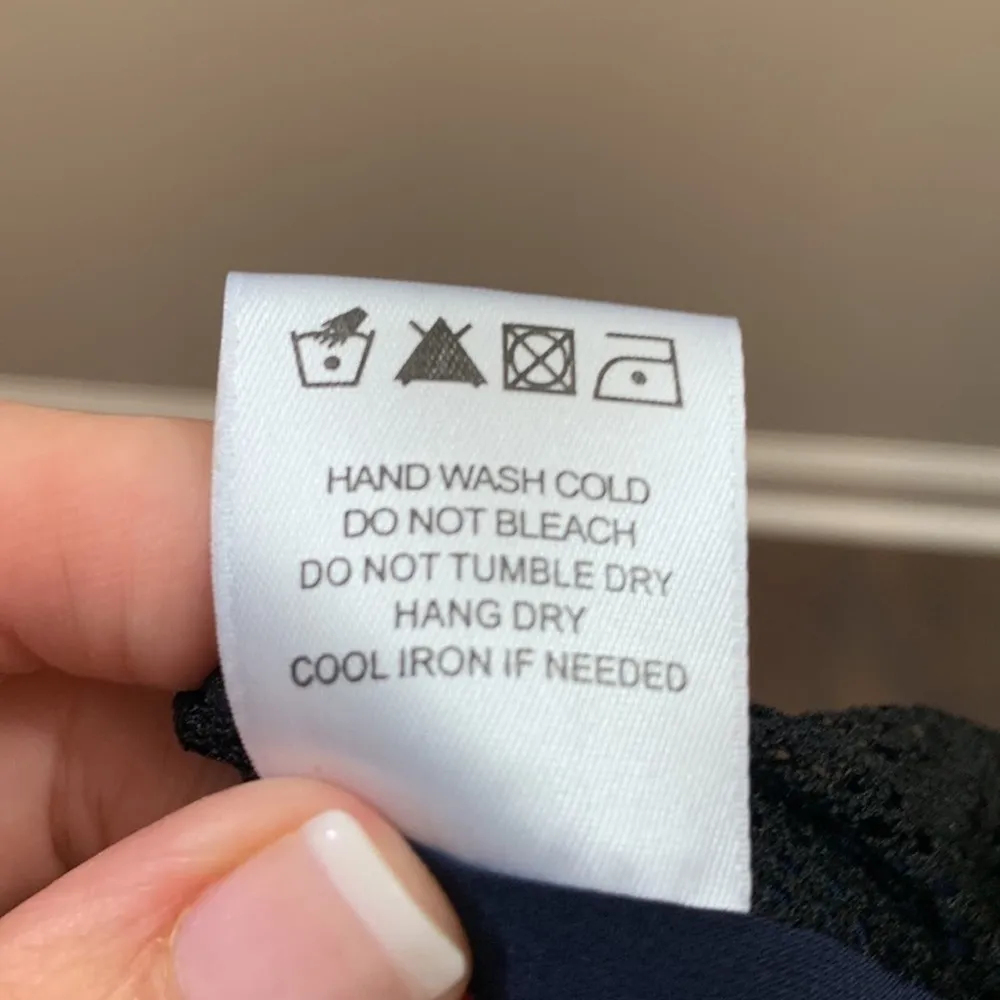 HAND WASH COLD
DO NOT BLEACH
DO NOT TUMBLE DRY
HANG DRY
COOL IRON IF NEEDED